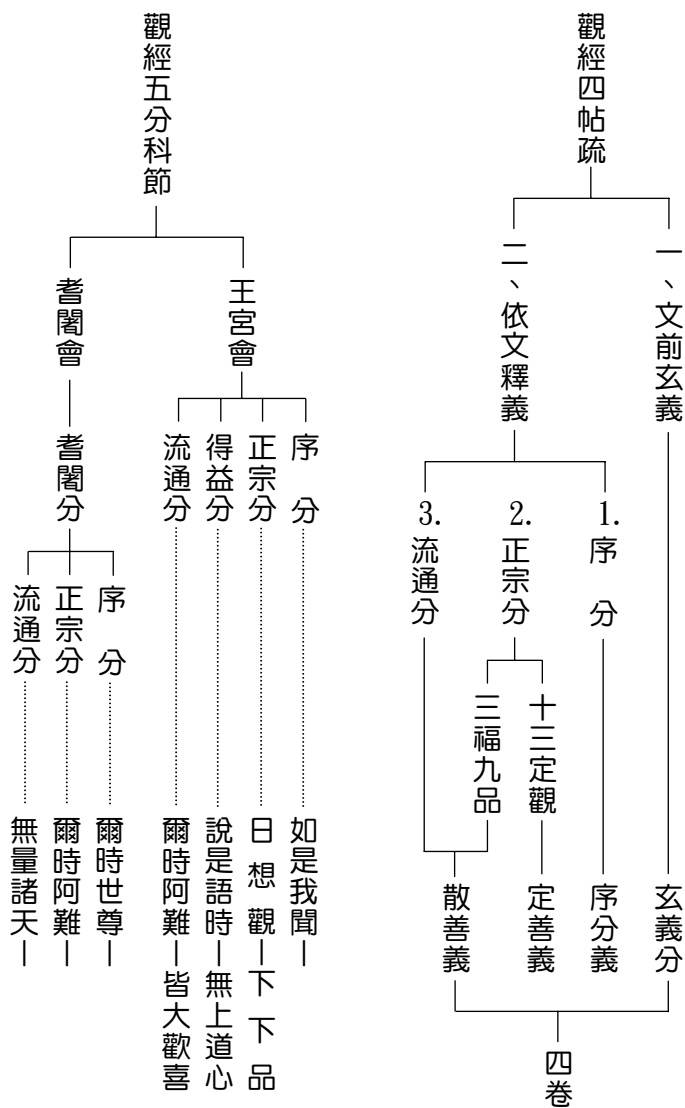 觀經四帖疏
一、文前玄義
二、依文釋義
1.序　分
2.正宗分
3.流通分
十三定觀
三福九品
玄義分
序分義
定善義
散善義
四卷
觀經五分科節
王宮會
耆闍會
序　分
正宗分
得益分
流通分
耆闍分
序　分
正宗分
流通分
如是我聞—
日想觀—下下品
說是語時—無上道心
爾時阿難—皆大歡喜
爾時世尊—
爾時阿難—
無量諸天—